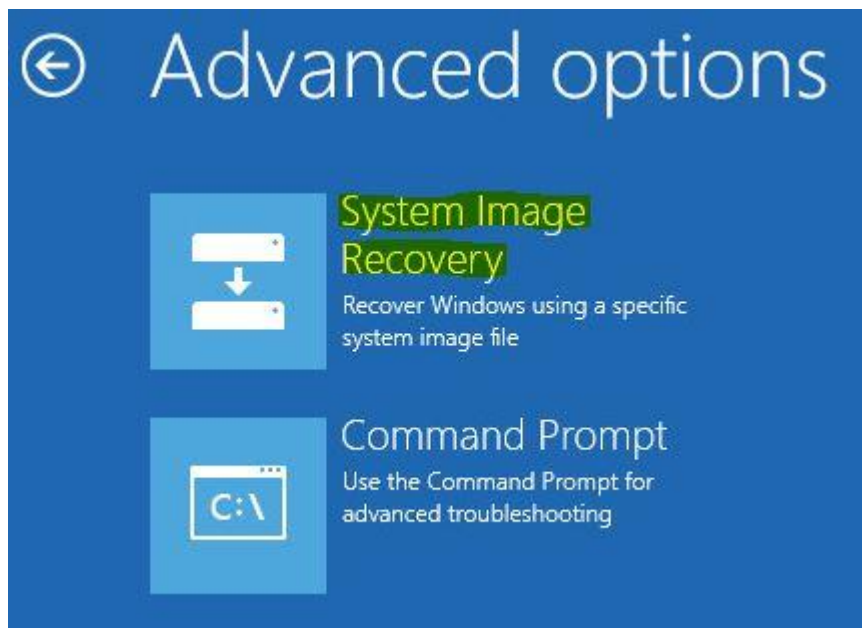 Advanced options
System Image
Recovery
Recover Windows using a specific
system image file
Command Prompt
C:\
Use the Command Prompt for
advanced troubleshooting